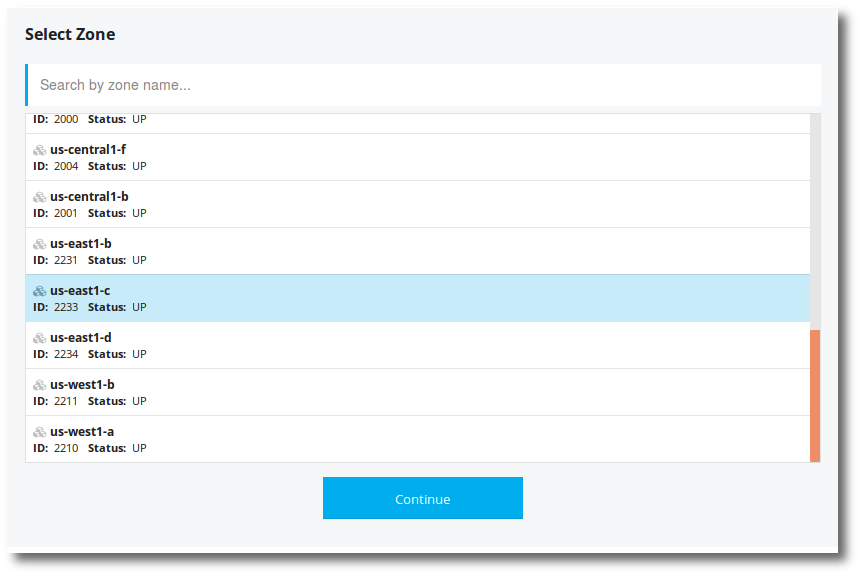 Select Zone
Search by zone name...
ID: 2000 Status: UP
us-central1-f
ID: 2004 Status: UP
us-central1-b
ID: 2001 Status: UP
us-east1-b
ID: 2231 Status: UP
us-east1-c
ID: 2233 Status: UP
us-east1-d
ID: 2234 Status: UP
us-west1-b
ID: 2211 Status: UP
us-west1-a
ID: 2210 Status: UP
Continue